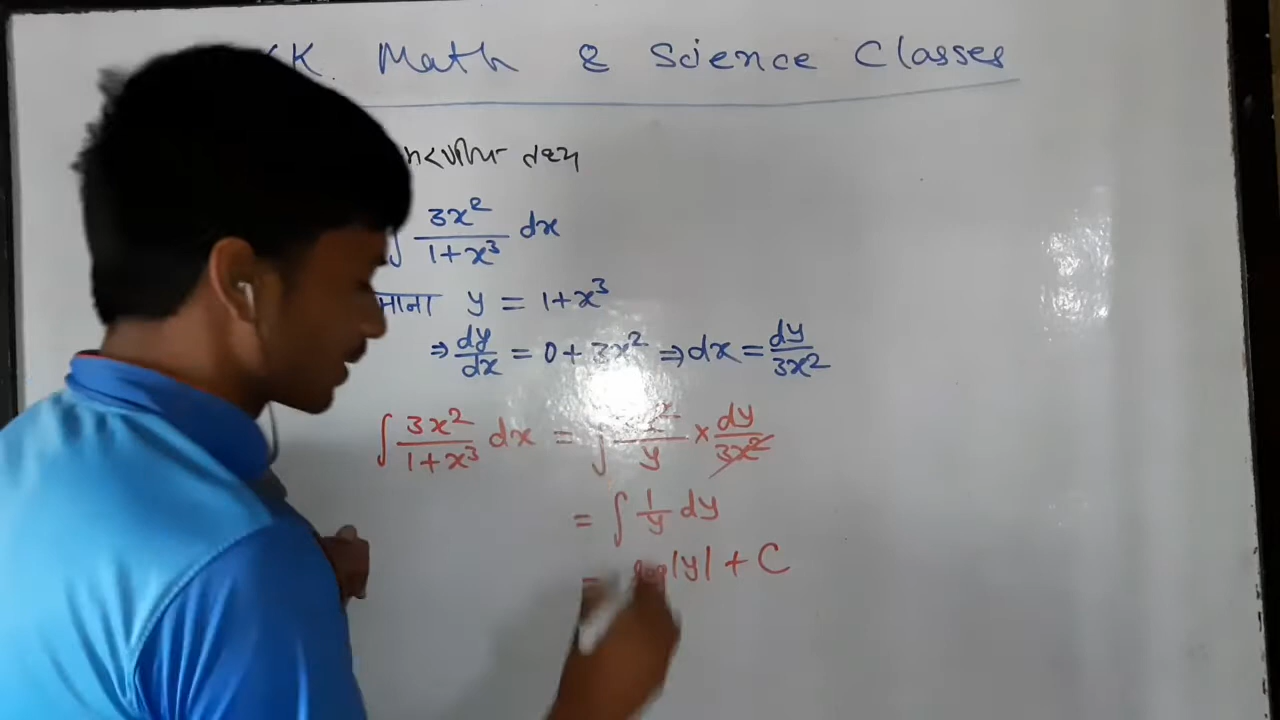 K. Math & Science Classes
∫ 3x²/1+x³ dx
माना y = 1+x³
⇒ dy/dx = 0+3x² ⇒ dx = dy/3x²
∫ 3x²/1+x³ dx = ∫ x²/y × dy/3x²
= ∫ 1/y dy
= log|y| + C